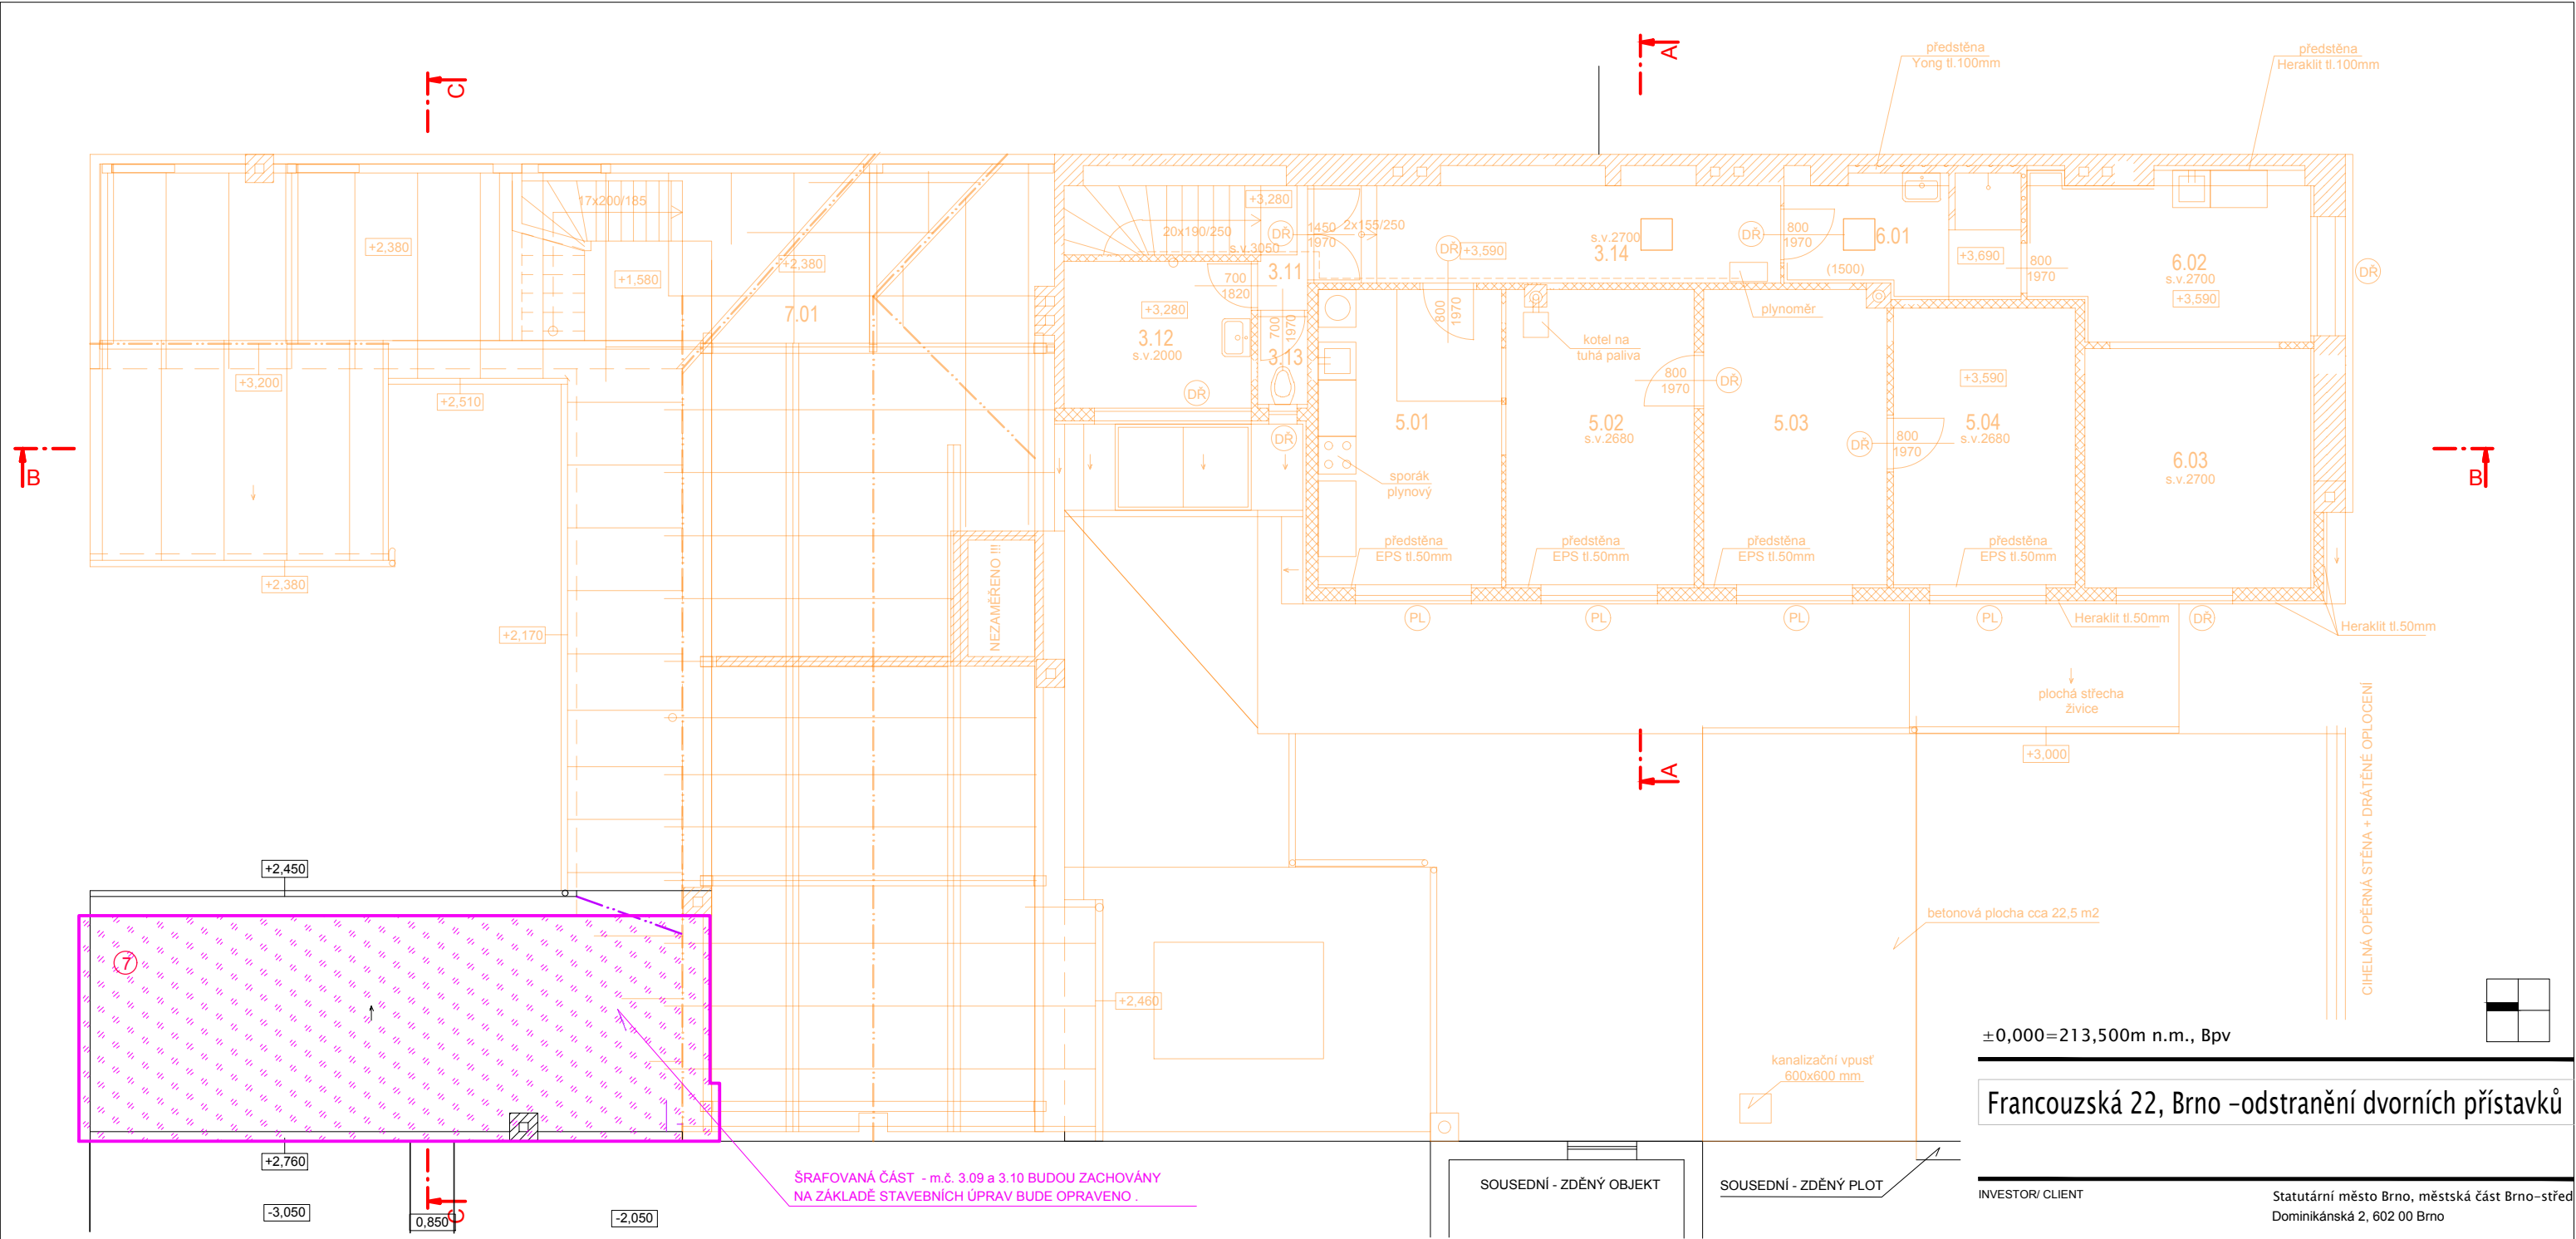 C
A
předstěna
Yong tl.100mm
předstěna
Heraklit tl.100mm
17x200/185
+2,380
+1,580
+2,380
7.01
+3,200
+2,510
+2,380
+2,170
NEZAMĚŘENO !!!
+3,280
20x190/250
s.v.3050
DŘ
1450
1970
2x155/250
3.11
700
1820
+3,280
3.12
s.v.2000
700
1970
3.13
DŘ
DŘ
DŘ
+3,590
s.v.2700
3.14
DŘ
800
1970
6.01
(1500)
+3,690
800
1970
6.02
s.v.2700
+3,590
DŘ
plynoměr
800
1970
kotel na
tuhá paliva
800
1970
DŘ
+3,590
5.01
5.02
s.v.2680
5.03
DŘ
800
1970
5.04
s.v.2680
6.03
s.v.2700
sporák
plynový
předstěna
EPS tl.50mm
předstěna
EPS tl.50mm
předstěna
EPS tl.50mm
předstěna
EPS tl.50mm
PL
PL
PL
PL
Heraklit tl.50mm
DŘ
Heraklit tl.50mm
B
B
plochá střecha
živice
+3,000
A
CIHELNÁ OPĚRNÁ STĚNA + DRÁTĚNÉ OPLOCENÍ
betonová plocha cca 22,5 m2
kanalizační vpusť
600x600 mm
+2,460
+2,450
7
+2,760
-3,050
0,850
C
-2,050
ŠRAFOVANÁ ČÁST - m.č. 3.09 a 3.10 BUDOU ZACHOVÁNY
NA ZÁKLADĚ STAVEBNÍCH ÚPRAV BUDE OPRAVENO .
SOUSEDNÍ - ZDĚNÝ OBJEKT
SOUSEDNÍ - ZDĚNÝ PLOT
±0,000=213,500m n.m., Bpv
Francouzská 22, Brno –odstranění dvorních přístavků
INVESTOR/ CLIENT
Statutární město Brno, městská část Brno–střed
Dominikánská 2, 602 00 Brno